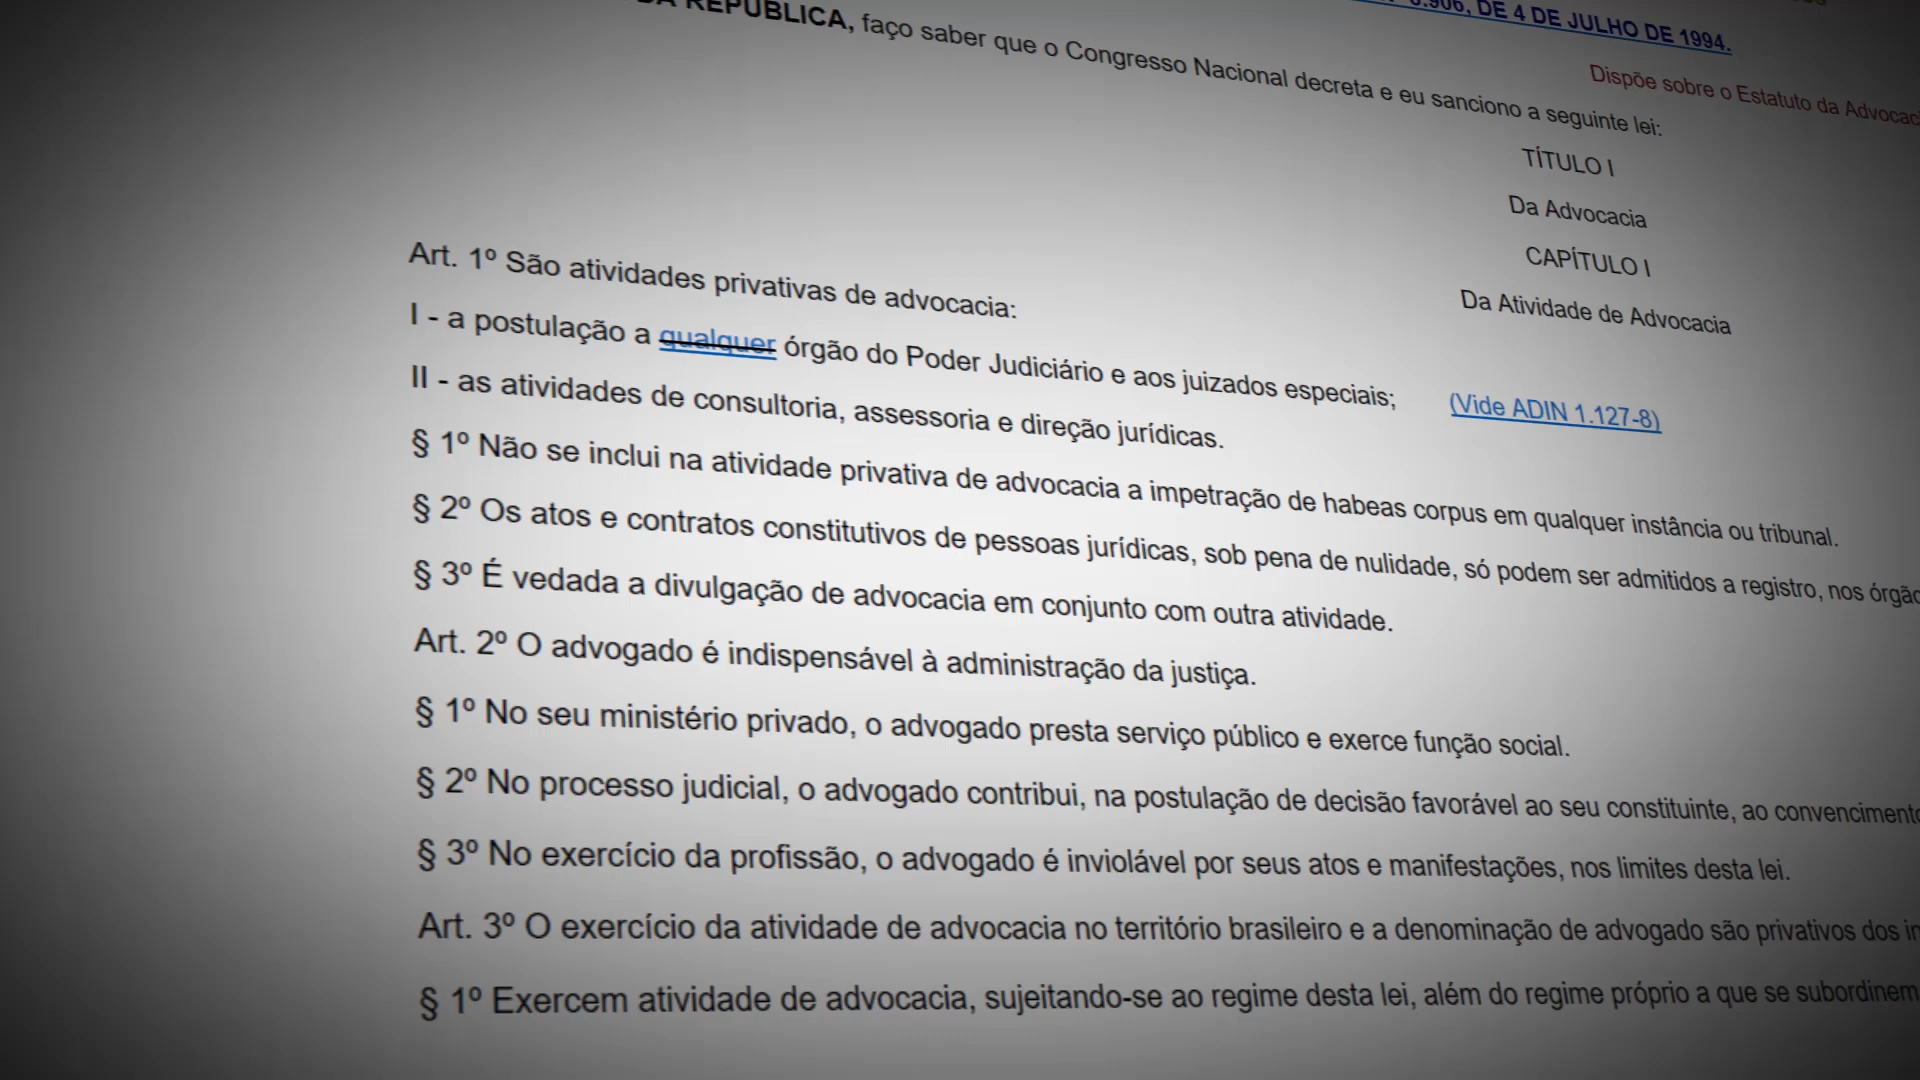 8.906, DE 4 DE JULHO DE 1994.
Dispõe sobre o Estatuto da
DA REPÚBLICA, faço saber que o Congresso Nacional decreta e eu sanciono a seguinte lei:
TÍTULO I
Da Advocacia
CAPÍTULO I
Da Atividade de Advocacia
Art. 1º São atividades privativas de advocacia:
I - a postulação a qualquer órgão do Poder Judiciário e aos juizados especiais; (Vide ADIN 1.127-8)
II - as atividades de consultoria, assessoria e direção jurídicas.
§ 1º Não se inclui na atividade privativa de advocacia a impetração de habeas corpus em qualquer instância ou tribunal.
§ 2º Os atos e contratos constitutivos de pessoas jurídicas, sob pena de nulidade, só podem ser admitidos a registro, nos
§ 3º É vedada a divulgação de advocacia em conjunto com outra atividade.
Art. 2º O advogado é indispensável à administração da justiça.
§ 1º No seu ministério privado, o advogado presta serviço público e exerce função social.
§ 2º No processo judicial, o advogado contribui, na postulação de decisão favorável ao seu constituinte, ao convencimento
§ 3º No exercício da profissão, o advogado é inviolável por seus atos e manifestações, nos limites desta lei.
Art. 3º O exercício da atividade de advocacia no território brasileiro e a denominação de advogado são privativos dos
§ 1º Exercem atividade de advocacia, sujeitando-se ao regime desta lei, além do regime próprio a que se subordinem